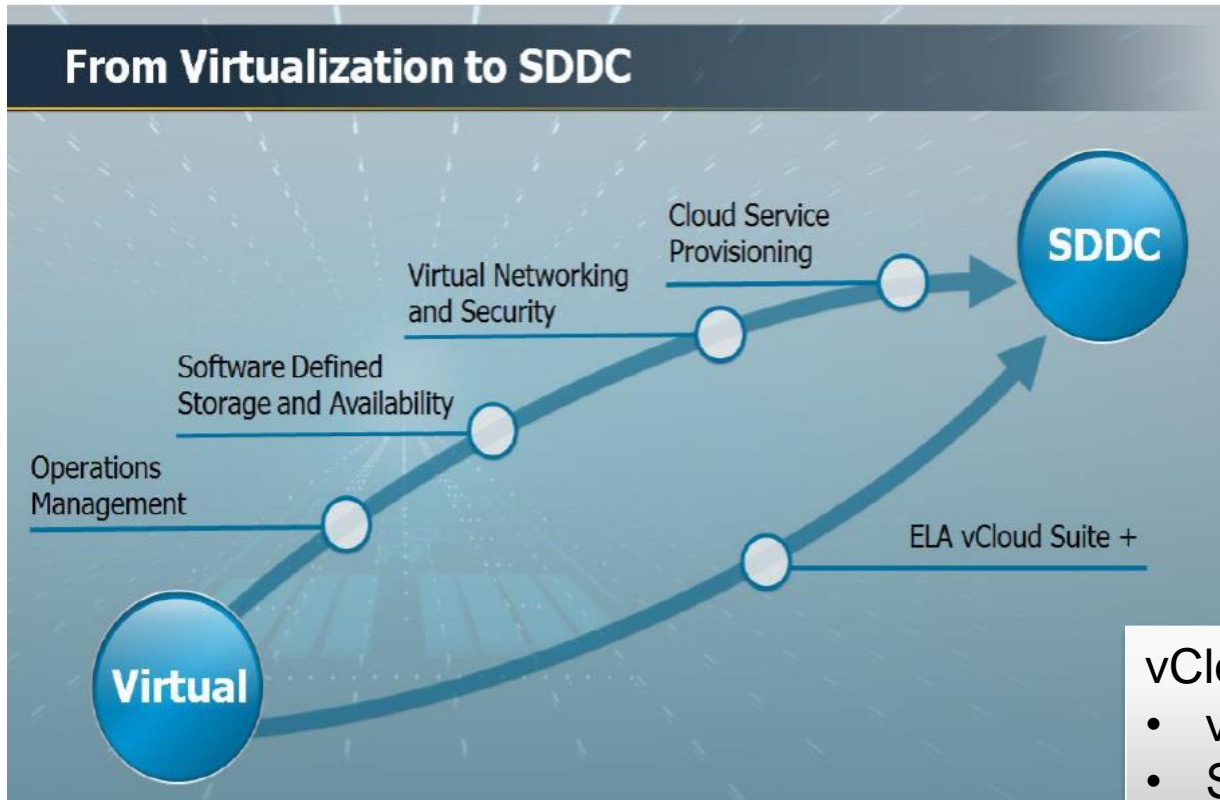 From Virtualization to SDDC
Cloud Service
Provisioning
SDDC
Virtual Networking
and Security
Software Defined
Storage and Availability
Operations
Management
ELA vCloud Suite +
Virtual
•
•